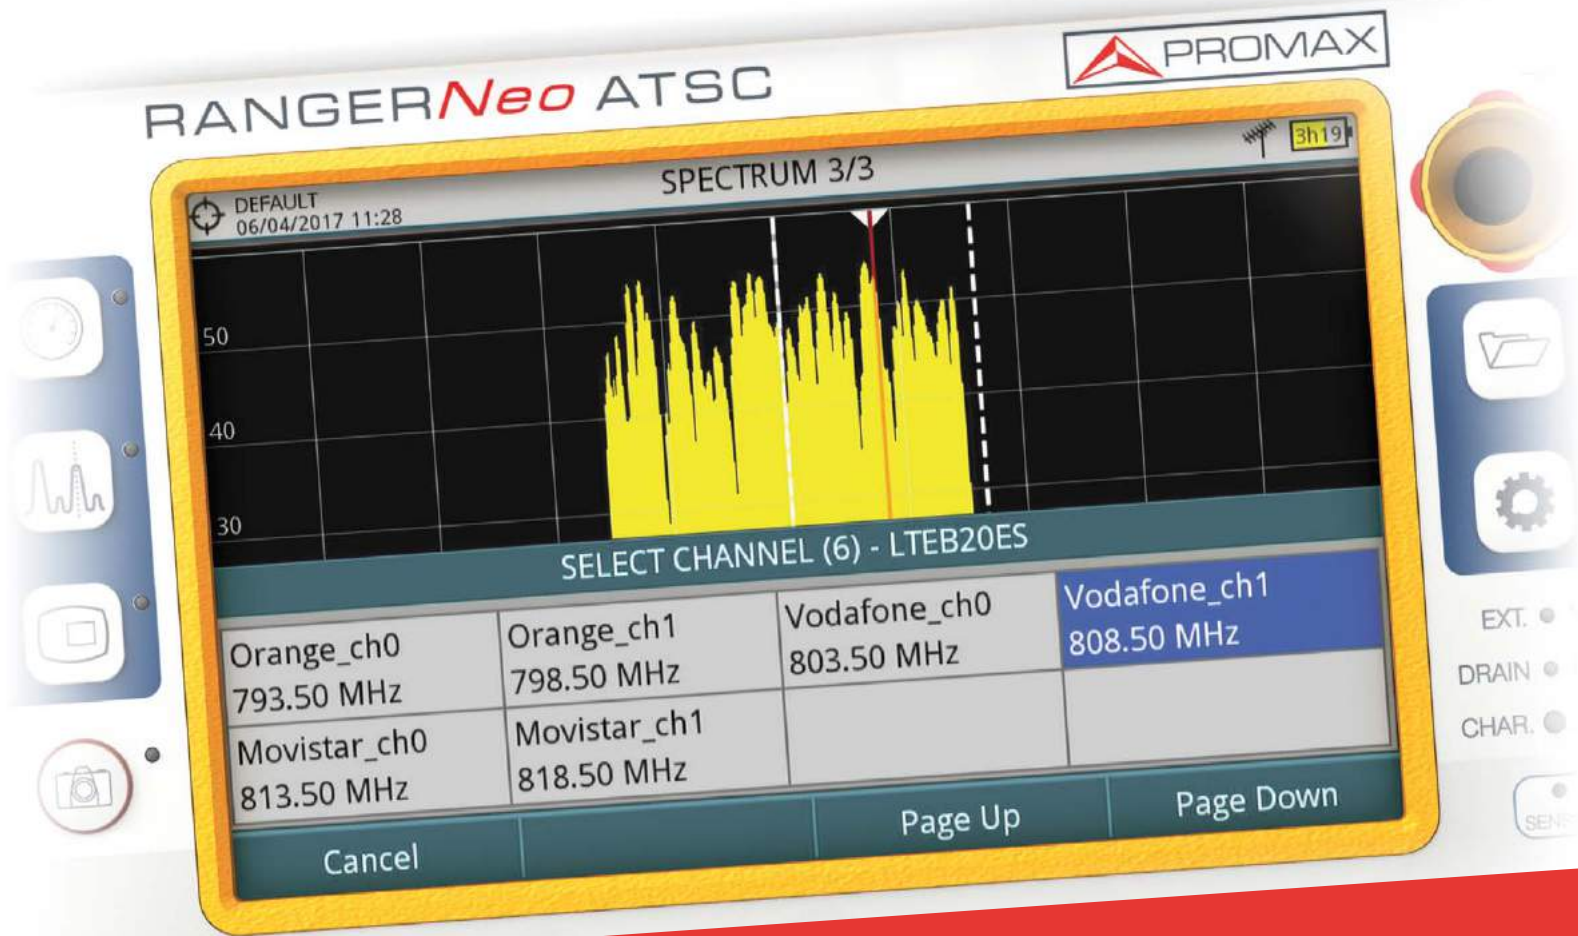 RANGERNeo ATSC
PROMAX
DEFAULT
06/04/2017 11:28
SPECTRUM 3/3
3h19
50
40
30
SELECT CHANNEL (6) - LTEB20ES
Orange_ch0
793.50 MHz
Orange_ch1
798.50 MHz
Vodafone_ch0
803.50 MHz
Vodafone_ch1
808.50 MHz
Movistar_ch0
813.50 MHz
Movistar_ch1
818.50 MHz
Cancel
Page Up
Page Down
EXT.
DRAIN
CHAR.